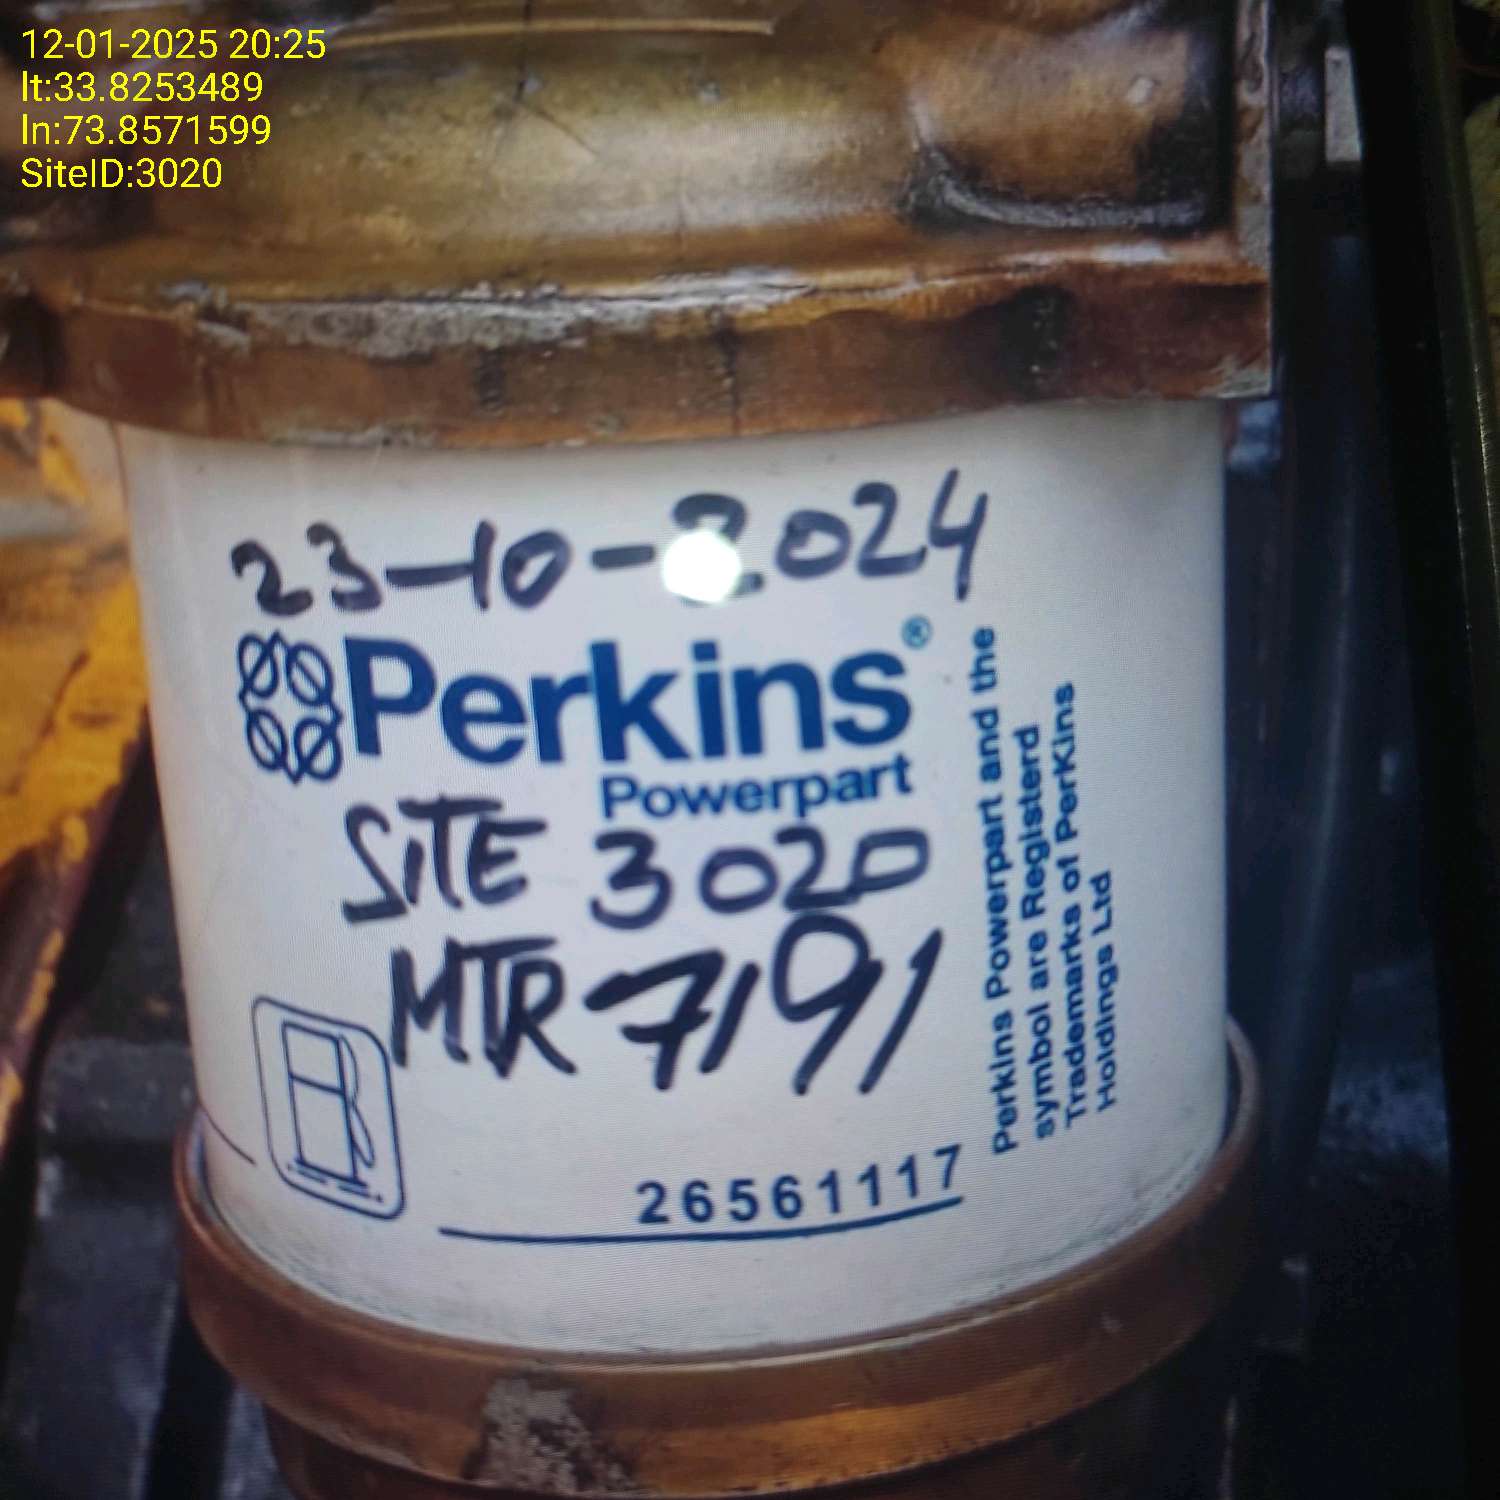 12-01-2025 20:25
lt:33.8253489
ln:73.8571599
SiteID:3020
23-10-2024
Perkins®
Powerpart
SITE 3020
MTR 7191
26561117
Perkins Powerpart and the
symbol are Registerd
Trademarks of PerKins
Holdings Ltd